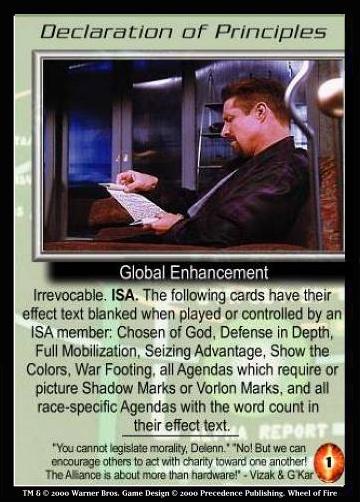 Declaration of Principles
Global Enhancement
Irrevocable. ISA. The following cards have their
effect text blanked when played or controlled by an
ISA member: Chosen of God, Defense in Depth,
Full Mobilization, Seizing Advantage, Show the
Colors, War Footing, all Agendas which require or
picture Shadow Marks or Vorlon Marks, and all
race-specific Agendas with the word count in
their effect text.
"You cannot legislate morality, Delenn." "No! But we can
encourage others to act with charity toward one another!
The Alliance is about more than hardware!" - Vizak & G'Kar
1
TM & © 2000 Warner Bros. Game Design © 2000 Precedence Publishing. Wheel of Fire